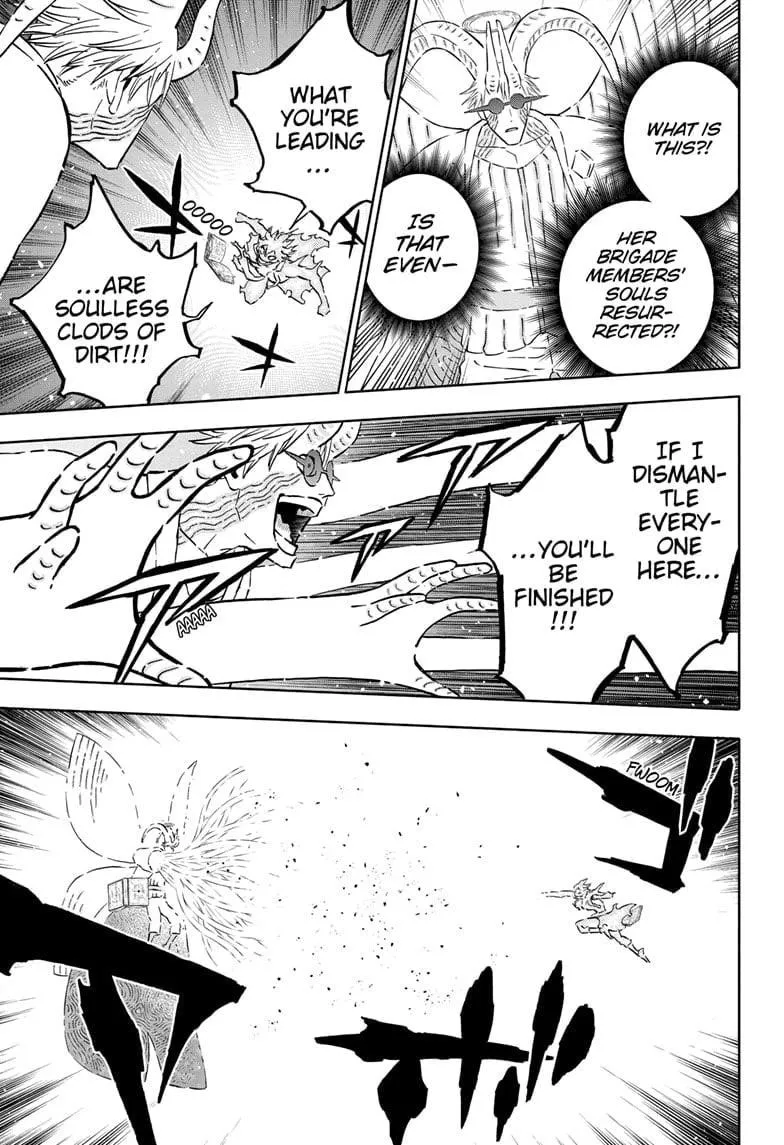 WHAT IS
THIS?!
HER
BRIGADE
MEMBERS'
SOULS
RESUR-
RECTED?!
IS
THAT
EVEN—
WHAT
YOU'RE
LEADING
...
OOOOO
...ARE
SOULLESS
CLODS OF
DIRT!!!
IF I
DISMAN-
TLE
EVERY-
ONE
HERE...
...YOU'LL
BE
FINISHED
!!!
AAAAA
FWOOM